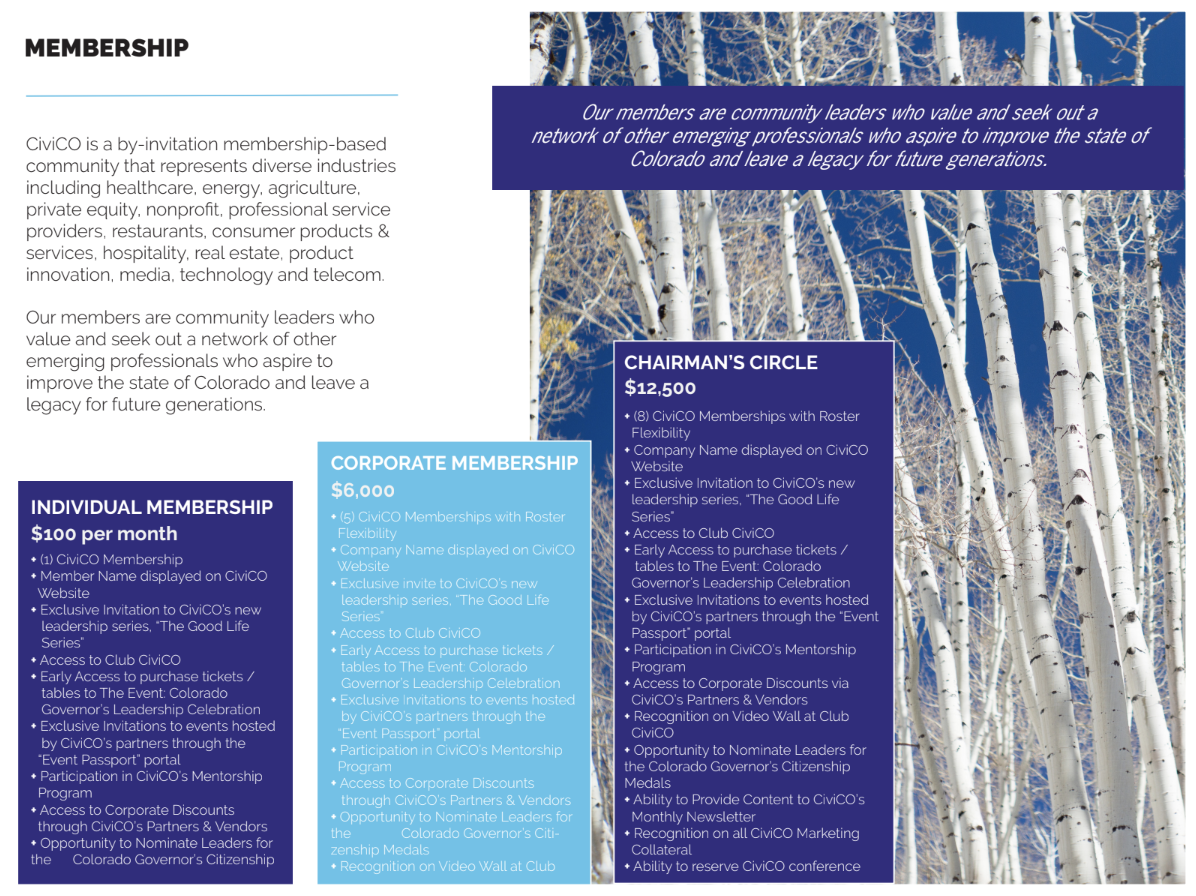 MEMBERSHIP
Our members are community leaders who value and seek out a
network of other emerging professionals who aspire to improve the state of
Colorado and leave a legacy for future generations.
CiviCO is a by-invitation membership-based
community that represents diverse industries
including healthcare, energy, agriculture,
private equity, nonprofit, professional service
providers, restaurants, consumer products &
services, hospitality, real estate, product
innovation, media, technology and telecom.
Our members are community leaders who
value and seek out a network of other
emerging professionals who aspire to
improve the state of Colorado and leave a
legacy for future generations.
INDIVIDUAL MEMBERSHIP
$100 per month
✦ (1) CiviCO Membership
✦ Member Name displayed on CiviCO
Website
✦ Exclusive Invitation to CiviCO's new
leadership series, "The Good Life
Series"
✦ Access to Club CiviCO
✦ Early Access to purchase tickets /
tables to The Event: Colorado
Governor's Leadership Celebration
✦ Exclusive Invitations to events hosted
by CiviCO's partners through the
"Event Passport" portal
✦ Participation in CiviCO's Mentorship
Program
✦ Access to Corporate Discounts
through CiviCO's Partners & Vendors
✦ Opportunity to Nominate Leaders for
the Colorado Governor's Citizenship
CORPORATE MEMBERSHIP
$6,000
✦ (5) CiviCO Memberships with Roster
Flexibility
✦ Company Name displayed on CiviCO
Website
✦ Exclusive invite to CiviCO's new
leadership series, "The Good Life
Series"
✦ Access to Club CiviCO
✦ Early Access to purchase tickets /
tables to The Event: Colorado
Governor's Leadership Celebration
✦ Exclusive Invitations to events hosted
by CiviCO's partners through the
"Event Passport" portal
✦ Participation in CiviCO's Mentorship
Program
✦ Access to Corporate Discounts
through CiviCO's Partners & Vendors
✦ Opportunity to Nominate Leaders for
the Colorado Governor's Citi-
zenship Medals
✦ Recognition on Video Wall at Club
CHAIRMAN'S CIRCLE
$12,500
✦ (8) CiviCO Memberships with Roster
Flexibility
✦ Company Name displayed on CiviCO
Website
✦ Exclusive Invitation to CiviCO's new
leadership series, "The Good Life
Series"
✦ Access to Club CiviCO
✦ Early Access to purchase tickets /
tables to The Event: Colorado
Governor's Leadership Celebration
✦ Exclusive Invitations to events hosted
by CiviCO's partners through the "Event
Passport" portal
✦ Participation in CiviCO's Mentorship
Program
✦ Access to Corporate Discounts via
CiviCO's Partners & Vendors
✦ Recognition on Video Wall at Club
CiviCO
✦ Opportunity to Nominate Leaders for
the Colorado Governor's Citizenship
Medals
✦ Ability to Provide Content to CiviCO's
Monthly Newsletter
✦ Recognition on all CiviCO Marketing
Collateral
✦ Ability to reserve CiviCO conference